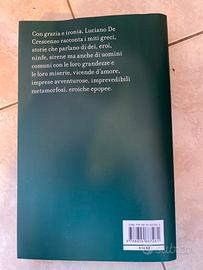 Con grazia e ironia, Luciano De
Crescenzo racconta i miti greci,
storie che parlano di dei, eroi,
ninfe, sirene ma anche di uomini
comuni con le loro grandezze e
le loro miserie, vicende d'amore,
imprese avventurose, imprevedibili
metamorfosi, eroiche epopee.
subito